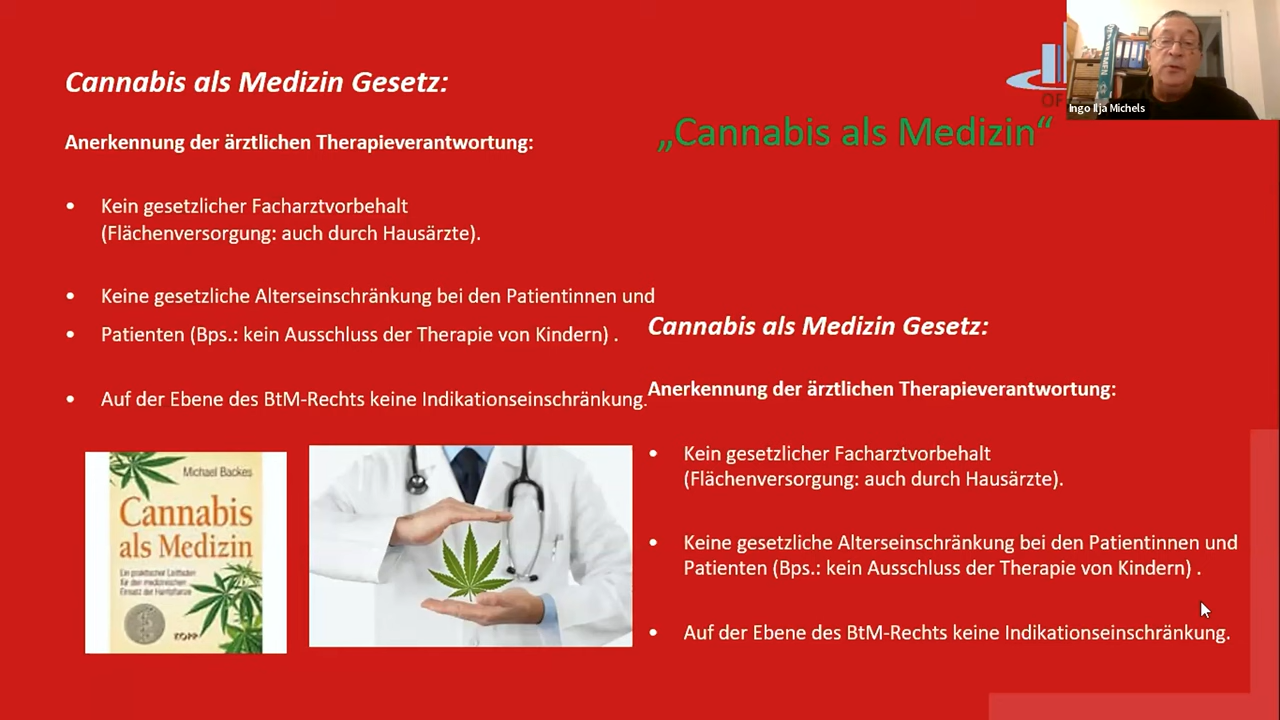 Cannabis als Medizin Gesetz:
Anerkennung der ärztlichen Therapieverantwortung:
• Kein gesetzlicher Facharztvorbehalt
(Flächenversorgung: auch durch Hausärzte).
• Keine gesetzliche Alterseinschränkung bei den Patientinnen und
• Patienten (Bps.: kein Ausschluss der Therapie von Kindern) .
• Auf der Ebene des BtM-Rechts keine Indikationseinschränkung.
Michael Backes
Cannabis
als Medizin
Ein praktischer Leitfaden
für den medizinischen
Einsatz der Hanfpflanze
KOPP
Ingo Ilja Michels
„Cannabis als Medizin“
Cannabis als Medizin Gesetz:
Anerkennung der ärztlichen Therapieverantwortung:
• Kein gesetzlicher Facharztvorbehalt
(Flächenversorgung: auch durch Hausärzte).
• Keine gesetzliche Alterseinschränkung bei den Patientinnen und
Patienten (Bps.: kein Ausschluss der Therapie von Kindern) .
• Auf der Ebene des BtM-Rechts keine Indikationseinschränkung.